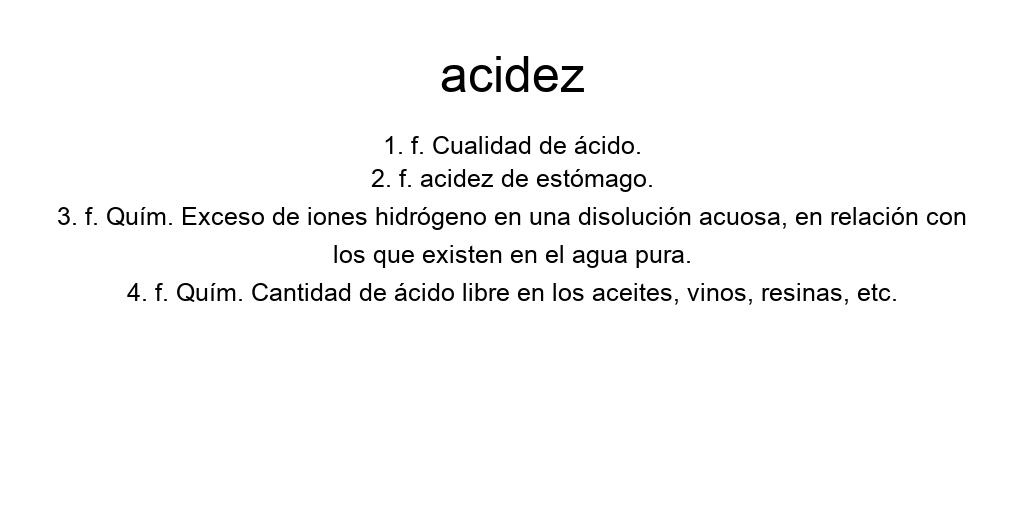 acidez
1. f. Cualidad de ácido.
2. f. acidez de estómago.
3. f. Quím. Exceso de iones hidrógeno en una disolución acuosa, en relación con
los que existen en el agua pura.
4. f. Quím. Cantidad de ácido libre en los aceites, vinos, resinas, etc.